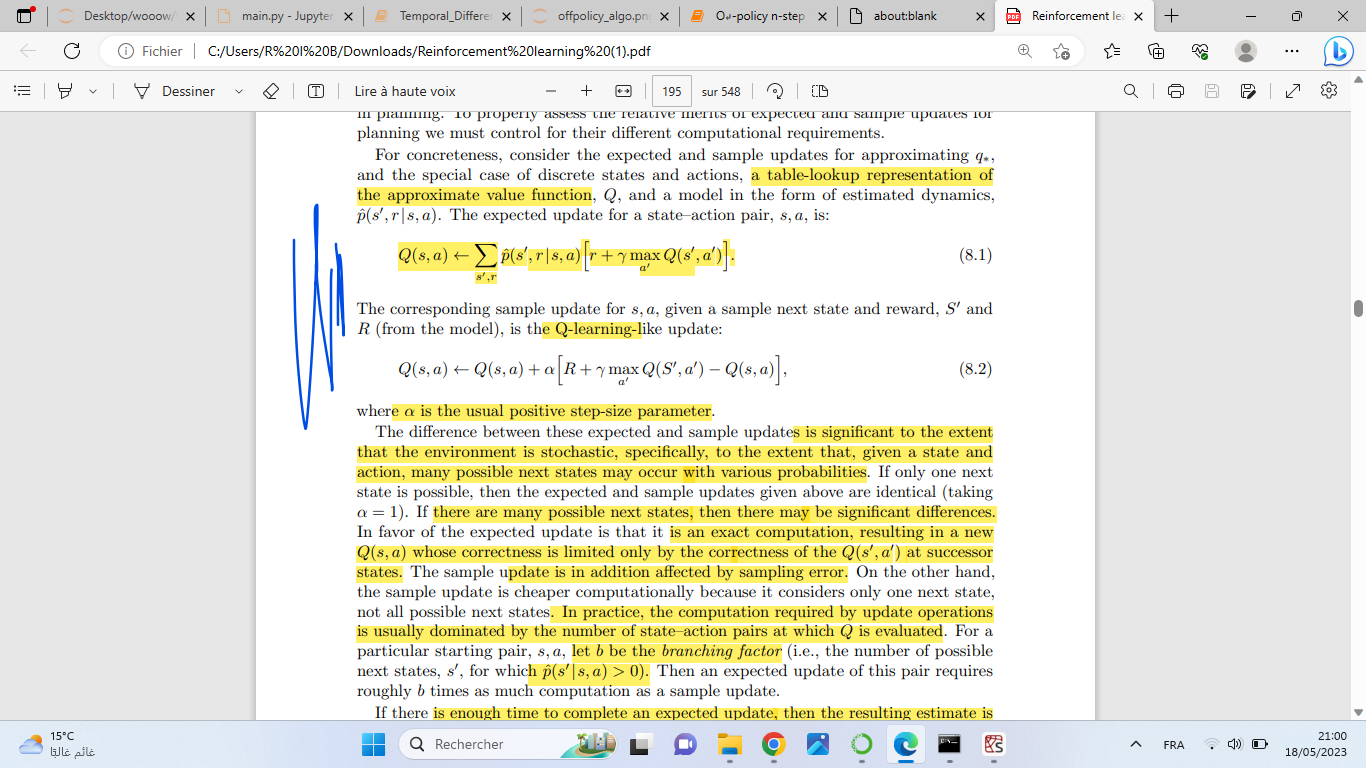 Desktop/wooow/
main.py - Jupyter
Temporal_Differe
offpolicy_algo.pn
Off-policy n-step
about:blank
Reinforcement lea
Fichier
C:/Users/R%20I%20B/Downloads/Reinforcement%20learning%20(1).pdf
Dessiner
Lire à haute voix
195
sur 548
in planning. To properly assess the relative merits of expected and sample updates for
planning we must control for their different computational requirements.
For concreteness, consider the expected and sample updates for approximating q∗,
and the special case of discrete states and actions, a table-lookup representation of
the approximate value function, Q, and a model in the form of estimated dynamics,
p̂(s′, r|s, a). The expected update for a state–action pair, s, a, is:
Q(s, a) ← ∑ s′,r p̂(s′, r|s, a)[r + γ max a′ Q(s′, a′)]. (8.1)
The corresponding sample update for s, a, given a sample next state and reward, S′ and
R (from the model), is the Q-learning-like update:
Q(s, a) ← Q(s, a) + α[R + γ max a′ Q(S′, a′) − Q(s, a)], (8.2)
where α is the usual positive step-size parameter.
The difference between these expected and sample updates is significant to the extent
that the environment is stochastic, specifically, to the extent that, given a state and
action, many possible next states may occur with various probabilities. If only one next
state is possible, then the expected and sample updates given above are identical (taking
α = 1). If there are many possible next states, then there may be significant differences.
In favor of the expected update is that it is an exact computation, resulting in a new
Q(s, a) whose correctness is limited only by the correctness of the Q(s′, a′) at successor
states. The sample update is in addition affected by sampling error. On the other hand,
the sample update is cheaper computationally because it considers only one next state,
not all possible next states. In practice, the computation required by update operations
is usually dominated by the number of state–action pairs at which Q is evaluated. For a
particular starting pair, s, a, let b be the branching factor (i.e., the number of possible
next states, s′, for which p̂(s′|s, a) > 0). Then an expected update of this pair requires
roughly b times as much computation as a sample update.
If there is enough time to complete an expected update, then the resulting estimate is
15°C
غائم غالبًا
Rechercher
FRA
21:00
18/05/2023